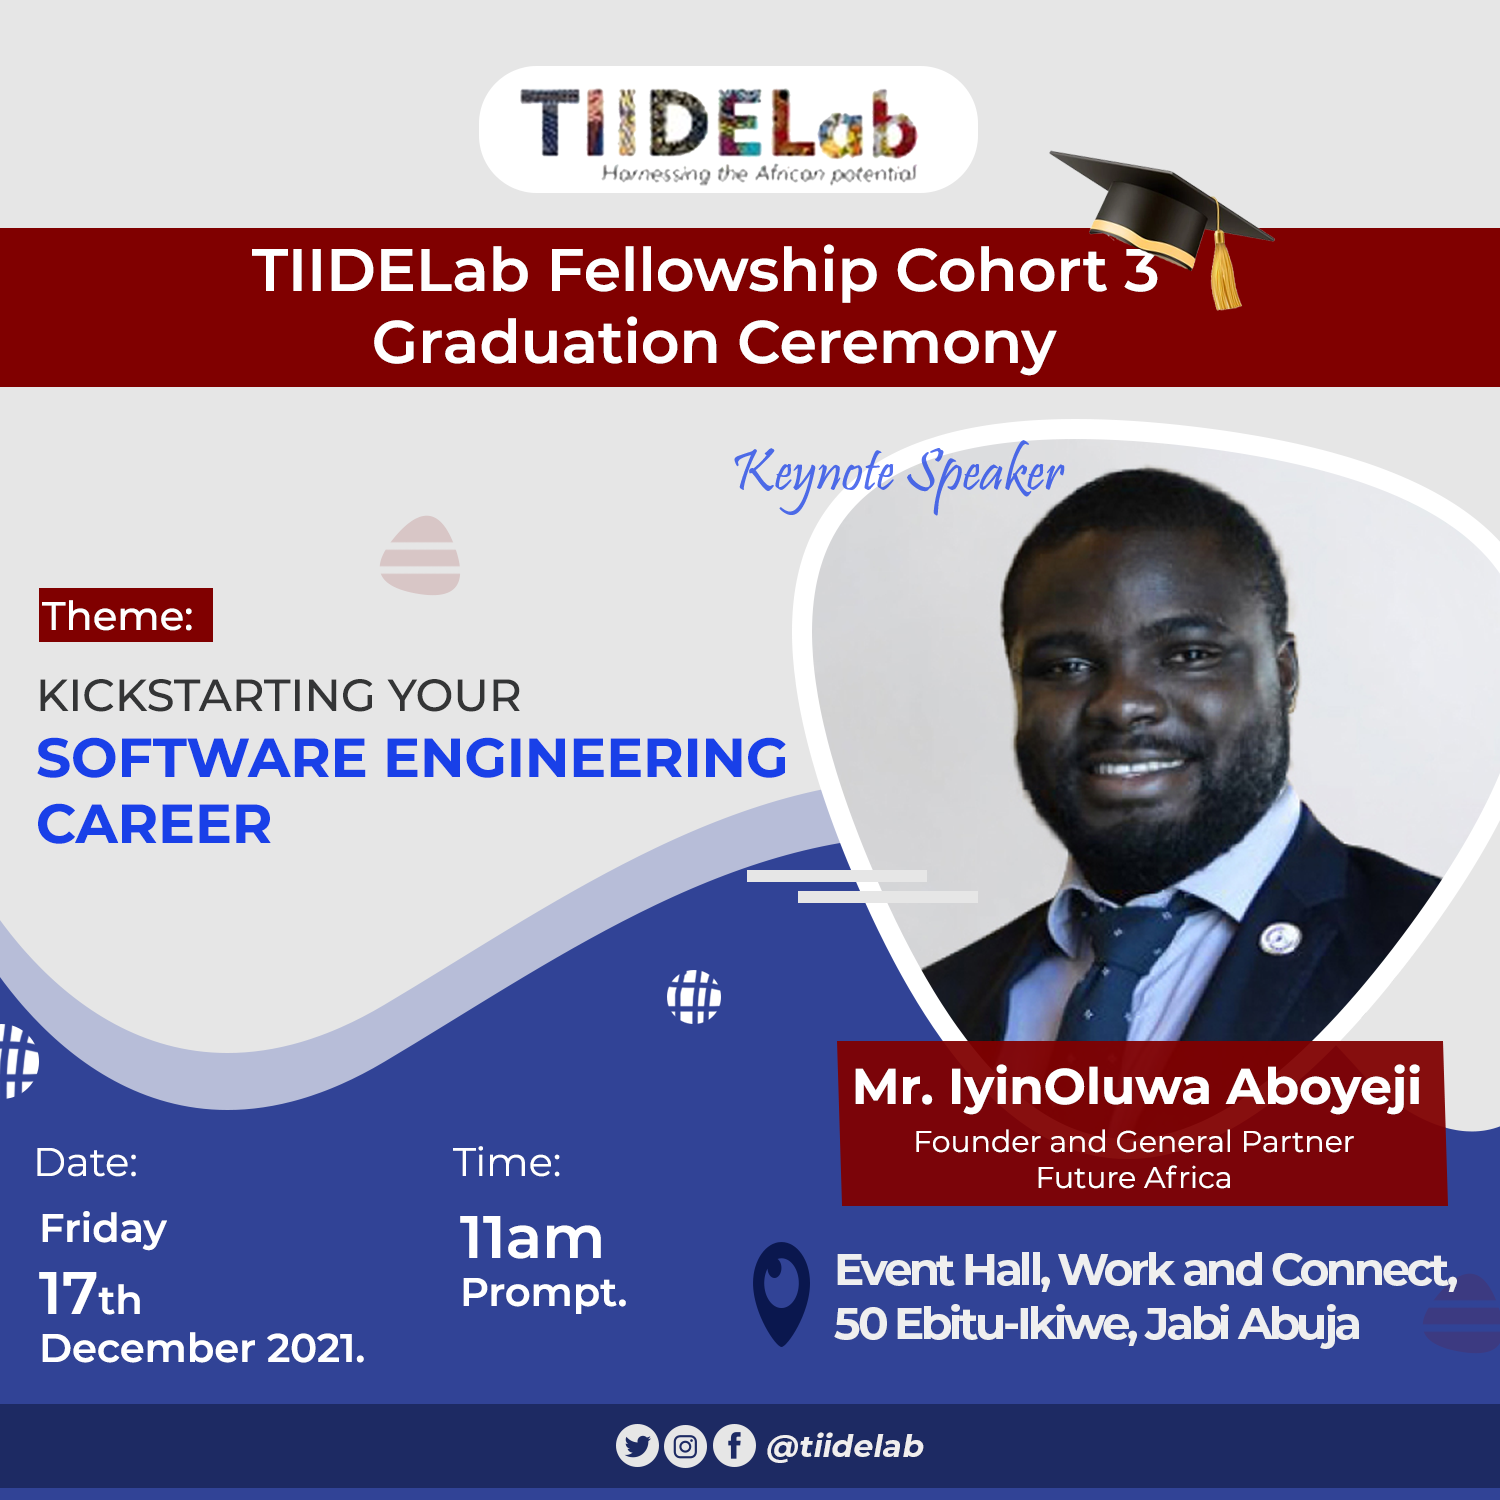 TIIDELab
Harnessing the African potential
TIIDELab Fellowship Cohort 3
Graduation Ceremony
Keynote Speaker
Theme:
KICKSTARTING YOUR
SOFTWARE ENGINEERING
CAREER
Mr. IyinOluwa Aboyeji
Founder and General Partner
Future Africa
Date:
Friday
17th
December 2021.
Time:
11am
Prompt.
Event Hall, Work and Connect,
50 Ebitu-Ikiwe, Jabi Abuja
@tiidelab